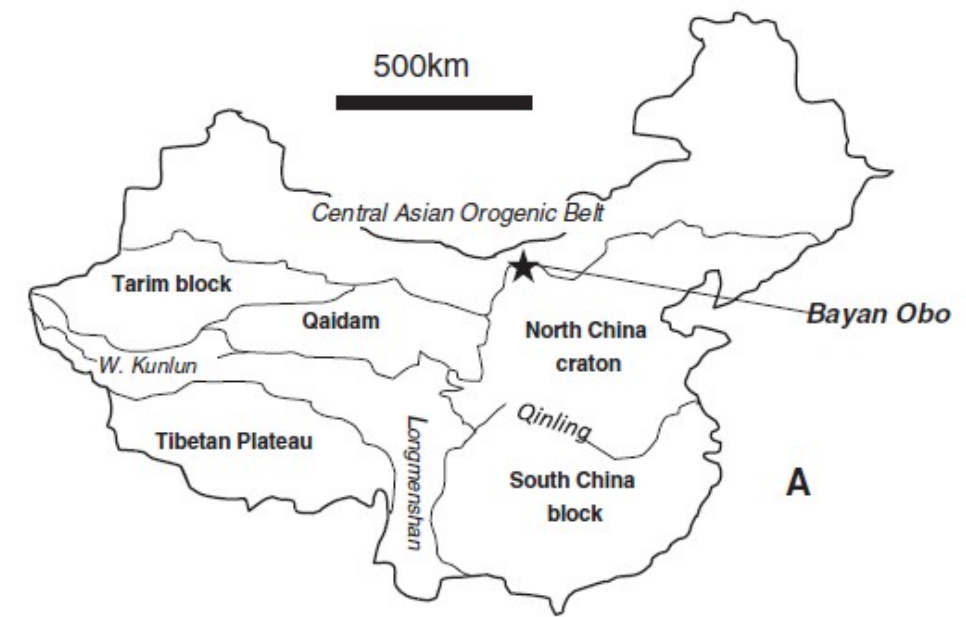 500km
Central Asian Orogenic Belt
Tarim block
Qaidam
Bayan Obo
North China
craton
W. Kunlun
Qinling
Tibetan Plateau
Longmenshan
South China
block
A